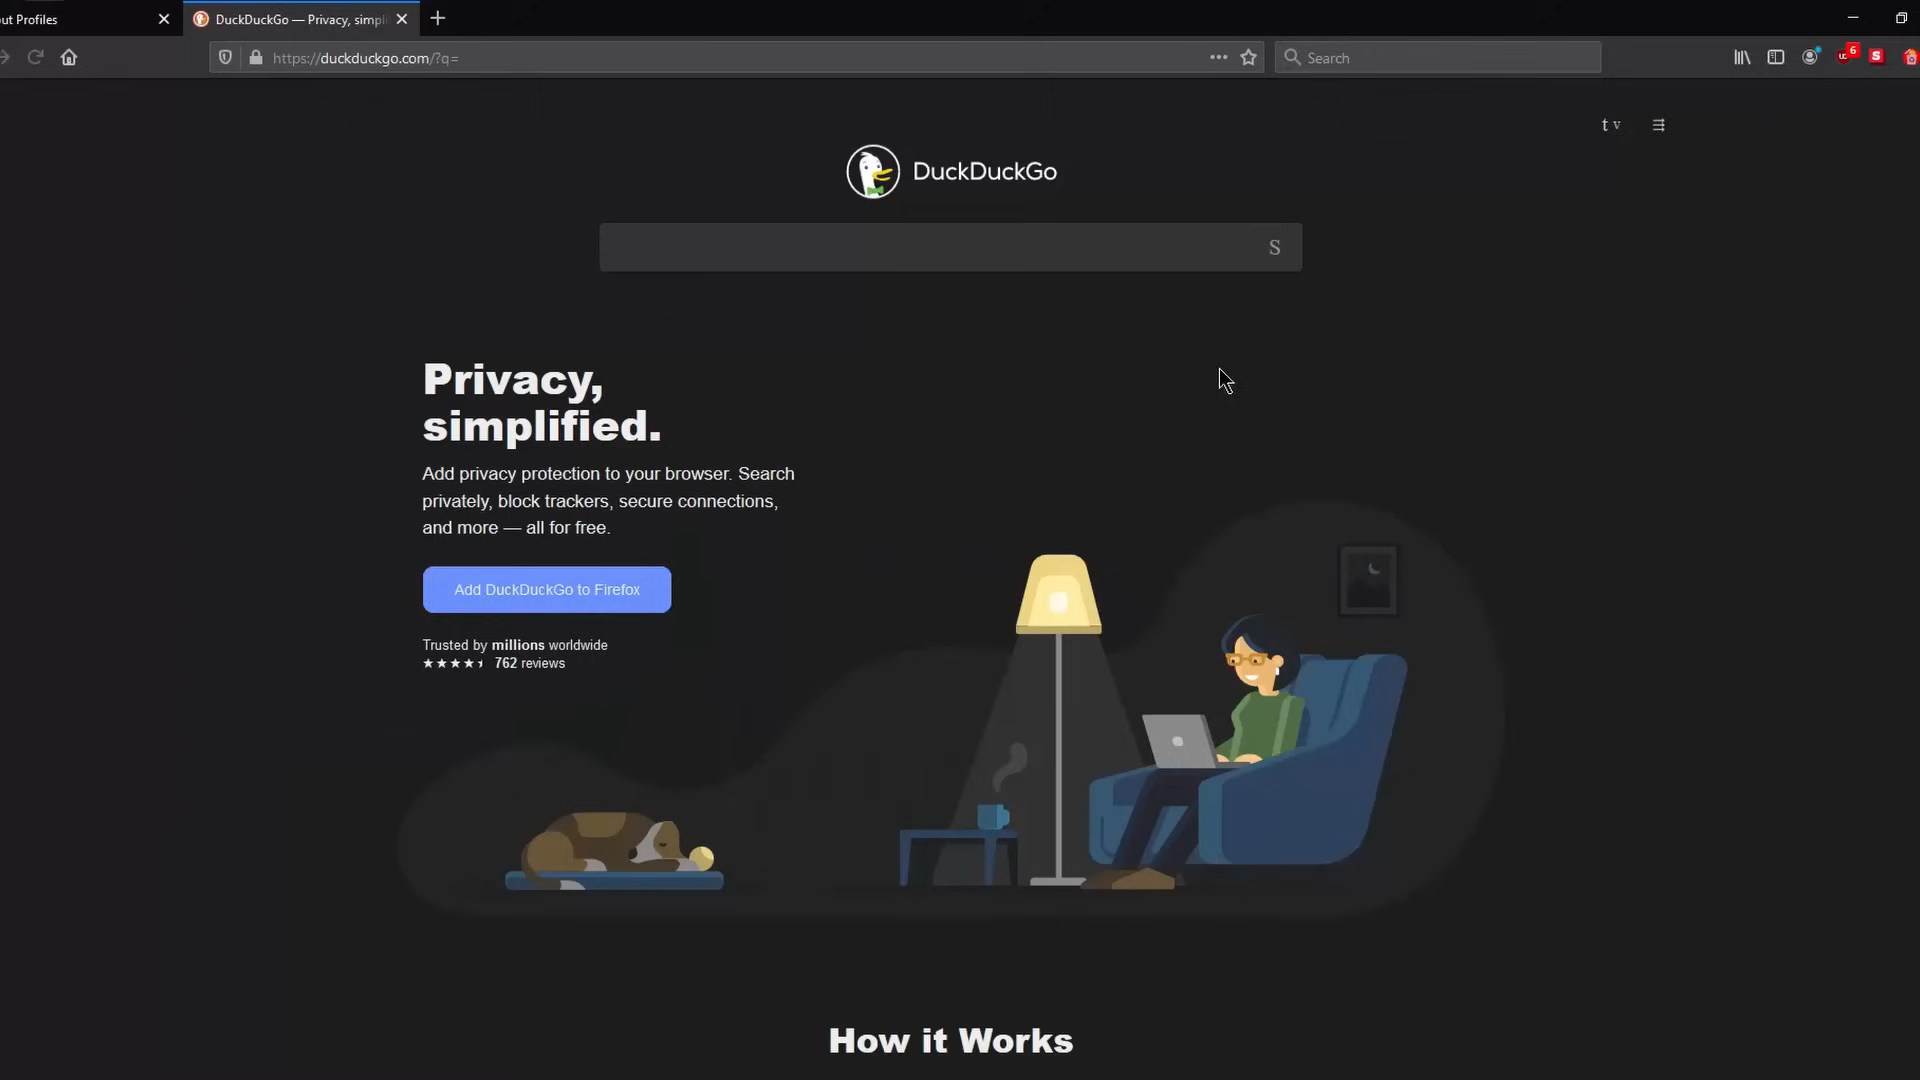 ut Profiles
DuckDuckGo — Privacy, simpl
https://duckduckgo.com/?q=
Search
6
S
t v
DuckDuckGo
S
Privacy,
simplified.
Add privacy protection to your browser. Search
privately, block trackers, secure connections,
and more — all for free.
Add DuckDuckGo to Firefox
Trusted by millions worldwide
762 reviews
How it Works